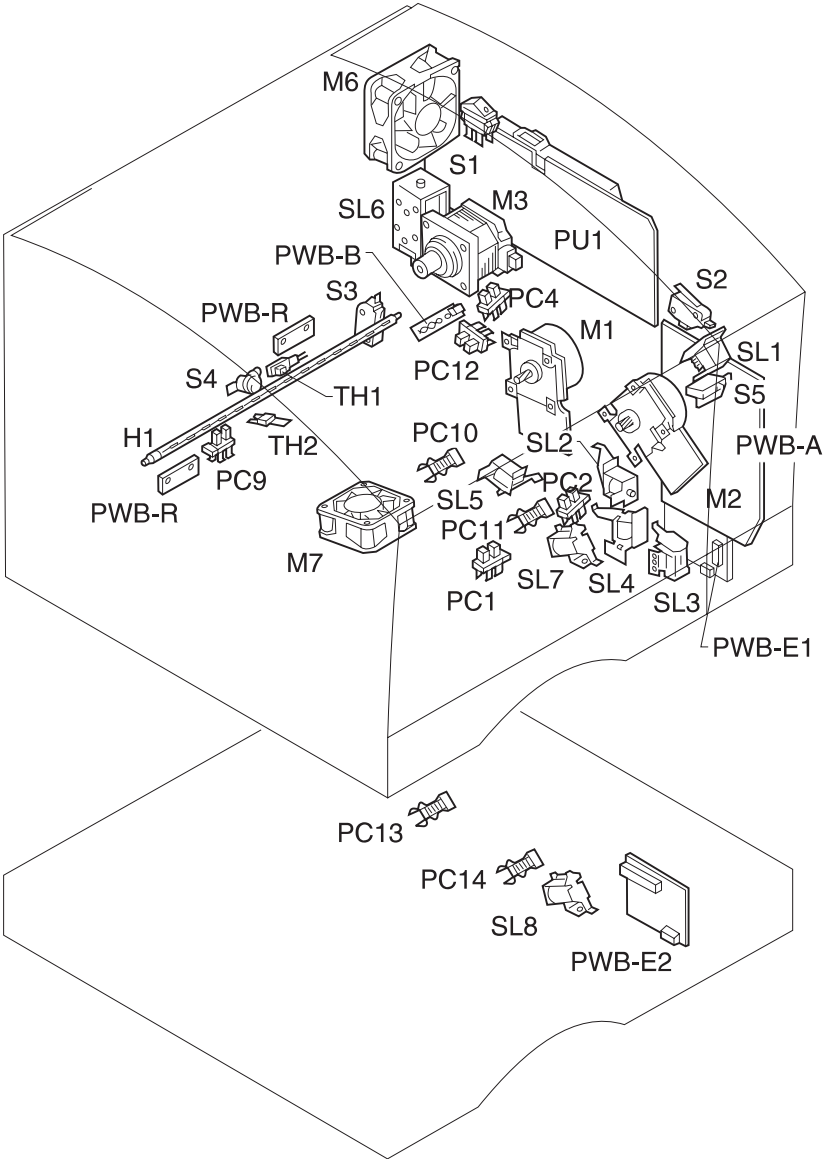 M6
S1
M3
SL6
PU1
PWB-B
S2
S3
PC4
PWB-R
M1
SL1
PC12
S4
S5
TH1
H1
TH2
PC10
SL2
PWB-A
PC9
SL5
PC2
M2
PWB-R
PC11
M7
SL7
SL4
PC1
SL3
PWB-E1
PC13
PC14
SL8
PWB-E2